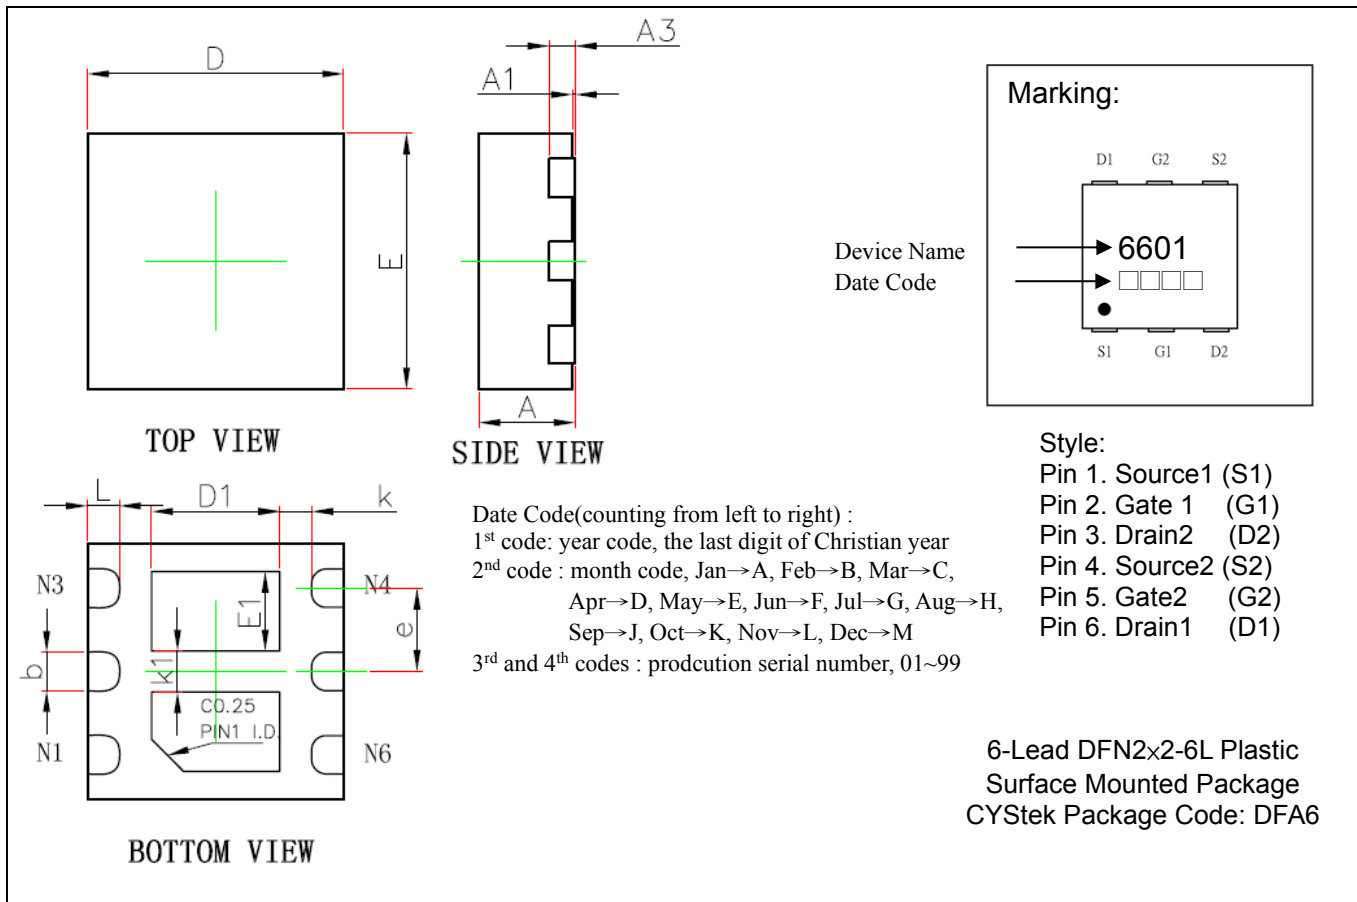 D
A3
A1
E
A
TOP VIEW
SIDE VIEW
Marking:
D1 G2 S2
Device Name
6601
Date Code
□□□□
S1 G1 D2
Style:
Pin 1. Source1 (S1)
Pin 2. Gate 1 (G1)
Pin 3. Drain2 (D2)
Pin 4. Source2 (S2)
Pin 5. Gate2 (G2)
Pin 6. Drain1 (D1)
L D1 k
N3 N4
E1
e
b
k1
C0.25
PIN1 I.D.
N1 N6
BOTTOM VIEW
Date Code(counting from left to right) :
1st code: year code, the last digit of Christian year
2nd code : month code, Jan→A, Feb→B, Mar→C,
Apr→D, May→E, Jun→F, Jul→G, Aug→H,
Sep→J, Oct→K, Nov→L, Dec→M
3rd and 4th codes : prodcution serial number, 01~99
6-Lead DFN2×2-6L Plastic
Surface Mounted Package
CYStek Package Code: DFA6